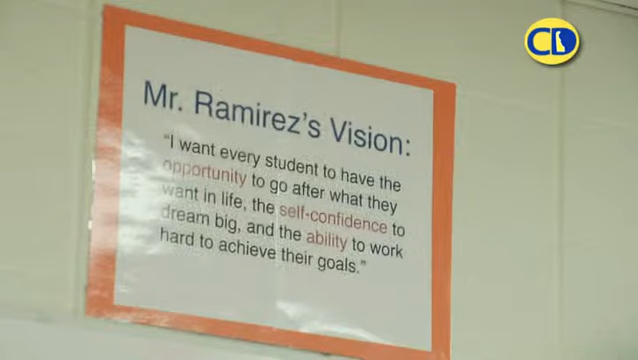 CD
Mr. Ramirez's Vision:
"I want every student to have the
opportunity to go after what they
want in life, the self-confidence to
dream big, and the ability to work
hard to achieve their goals."